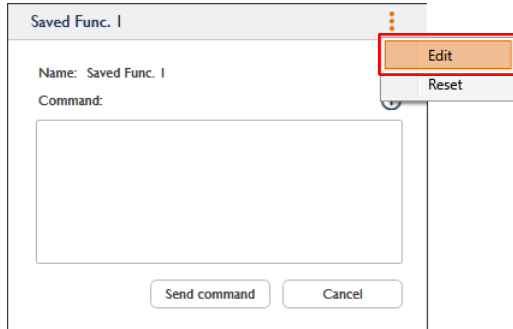 Saved Func. 1
Edit
Reset
Name: Saved Func. 1
Command:
Send command
Cancel